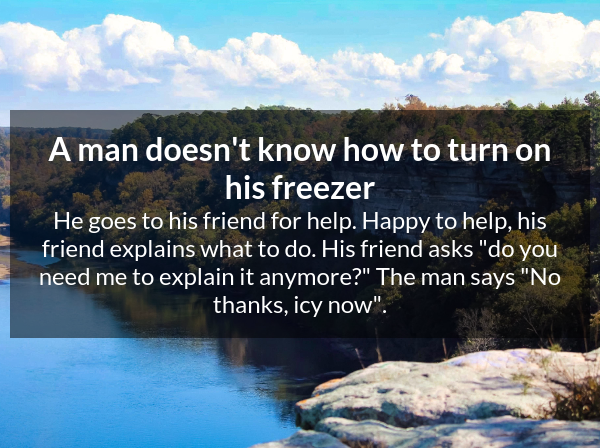 A man doesn't know how to turn on
his freezer
He goes to his friend for help. Happy to help, his
friend explains what to do. His friend asks "do you
need me to explain it anymore?" The man says "No
thanks, icy now".